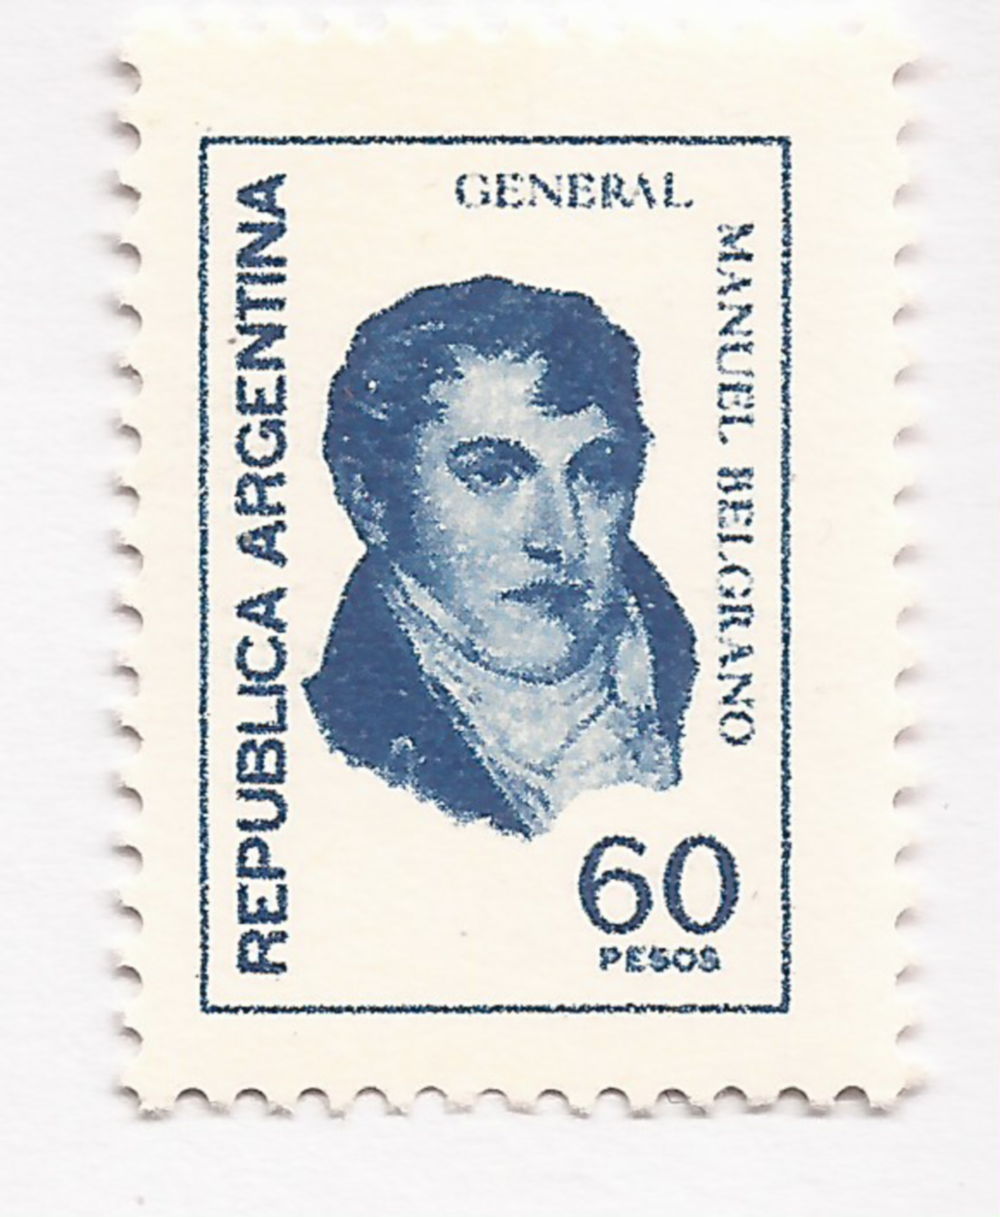 REPUBLICA ARGENTINA
GENERAL
MANUEL BELGRANO
60
PESOS